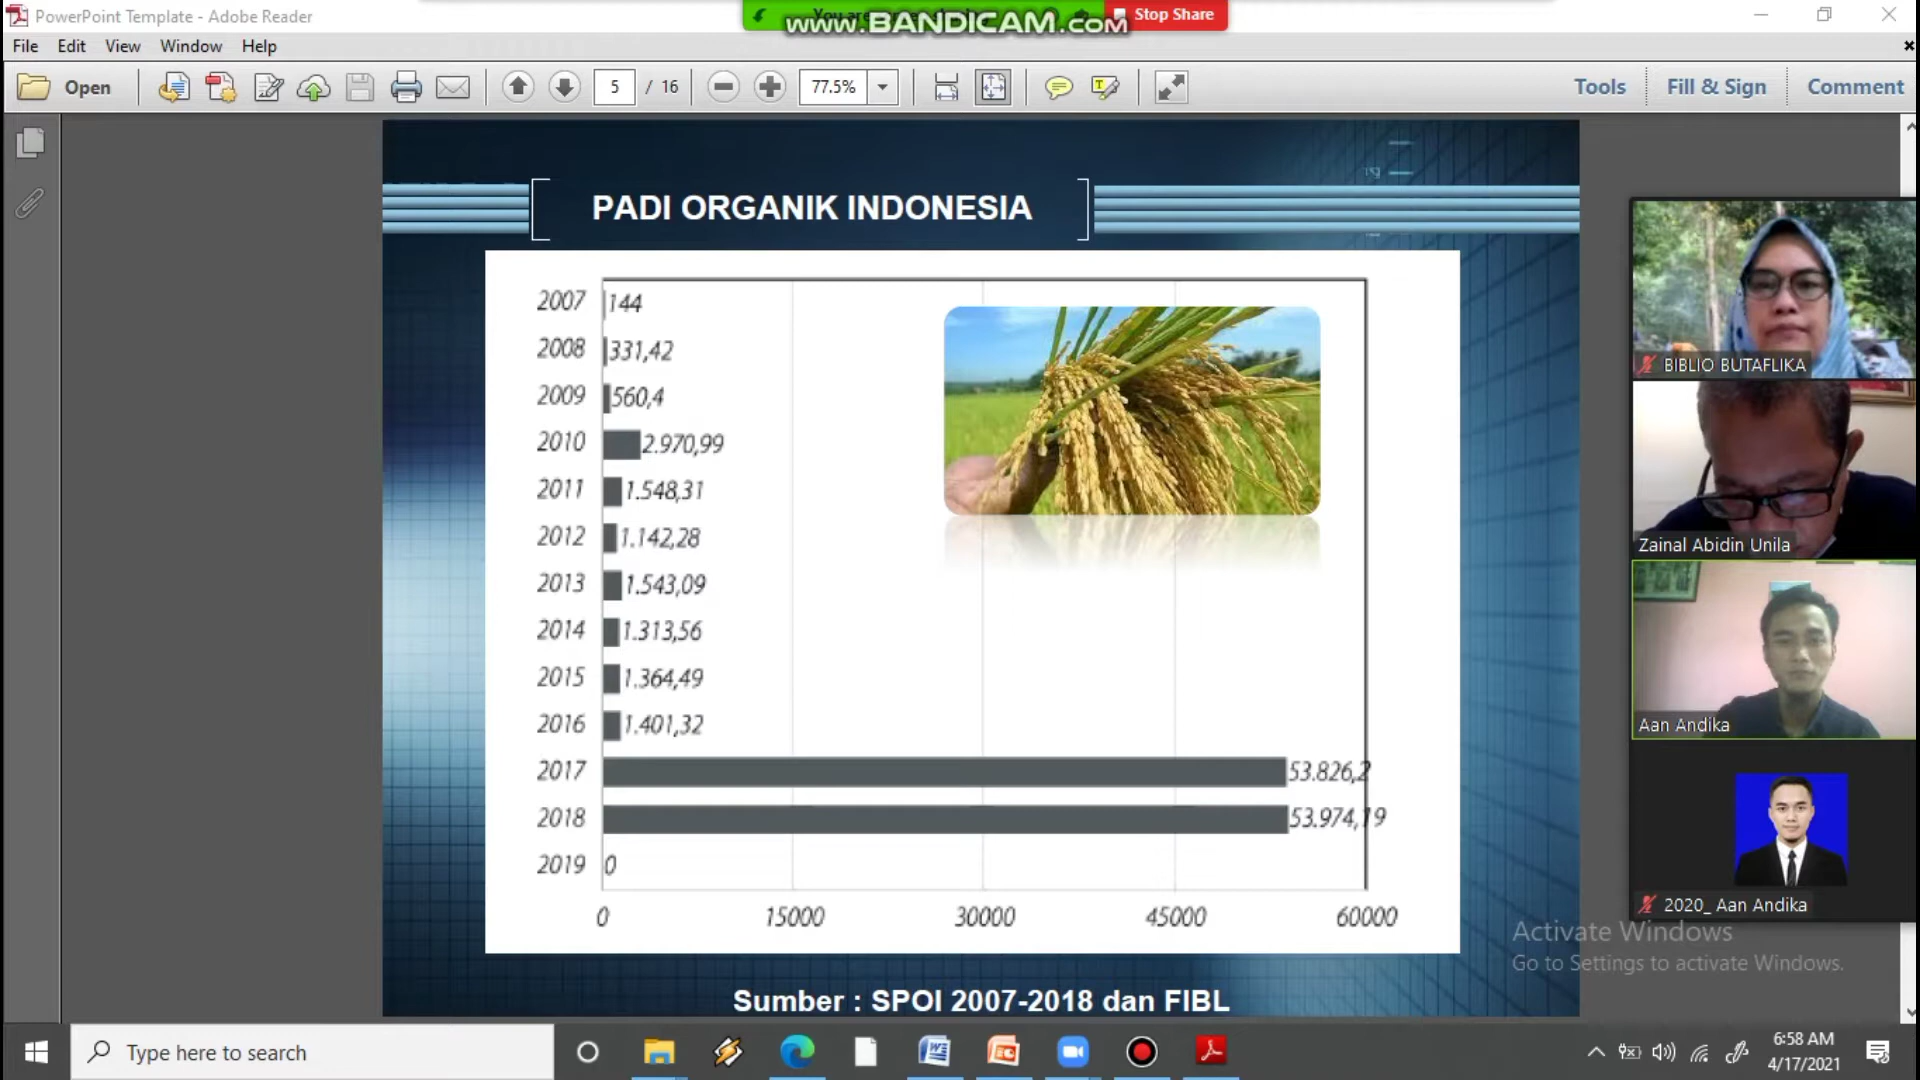 PowerPoint Template - Adobe Reader
www.BANDICAM.com
Stop Share
File Edit View Window Help
Open
5 / 16
77.5%
Tools Fill & Sign Comment
PADI ORGANIK INDONESIA
2007 144
2008 331,42
2009 560,4
2010 2.970,99
2011 1.548,31
2012 1.142,28
2013 1.543,09
2014 1.313,56
2015 1.364,49
2016 1.401,32
2017 53.826,2
2018 53.974,19
2019 0
0 15000 30000 45000 60000
Sumber : SPOI 2007-2018 dan FIBL
BIBLIO BUTAFLIKA
Zainal Abidin Unila
Aan Andika
2020_ Aan Andika
Activate Windows
Go to Settings to activate Windows.
Type here to search
6:58 AM
4/17/2021